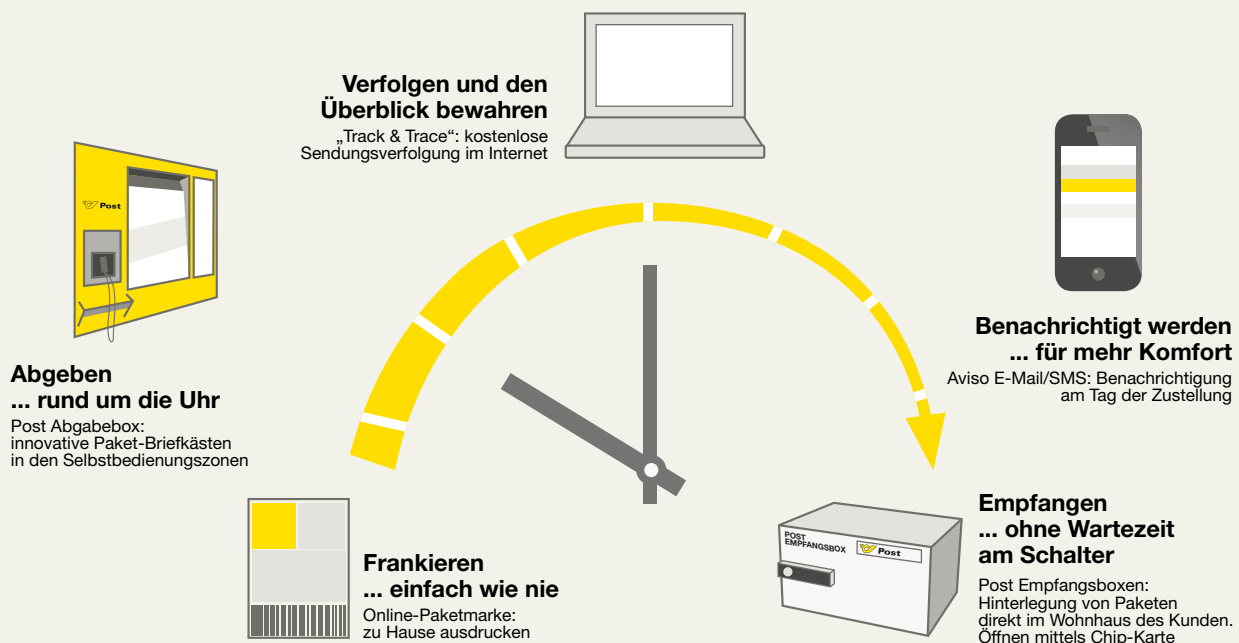 Verfolgen und den
Überblick bewahren
„Track & Trace“: kostenlose
Sendungsverfolgung im Internet
Post
Abgeben
... rund um die Uhr
Post Abgabebox:
innovative Paket-Briefkästen
in den Selbstbedienungszonen
Benachrichtigt werden
... für mehr Komfort
Aviso E-Mail/SMS: Benachrichtigung
am Tag der Zustellung
Frankieren
... einfach wie nie
Online-Paketmarke:
zu Hause ausdrucken
POST
EMPFANGSBOX
Post
Empfangen
... ohne Wartezeit
am Schalter
Post Empfangsboxen:
Hinterlegung von Paketen
direkt im Wohnhaus des Kunden.
Öffnen mittels Chip-Karte